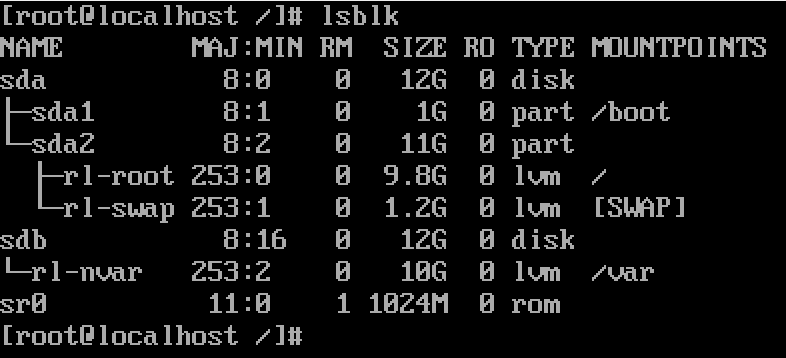 [root@localhost /]# lsblk
NAME        MAJ:MIN RM  SIZE RO TYPE MOUNTPOINTS
sda           8:0    0   12G  0 disk
├─sda1        8:1    0    1G  0 part /boot
└─sda2        8:2    0   11G  0 part
  ├─rl-root 253:0    0  9.8G  0 lvm  /
  └─rl-swap 253:1    0  1.2G  0 lvm  [SWAP]
sdb           8:16   0   12G  0 disk
└─rl-nvar   253:2    0   10G  0 lvm  /var
sr0          11:0    1 1024M  0 rom
[root@localhost /]#